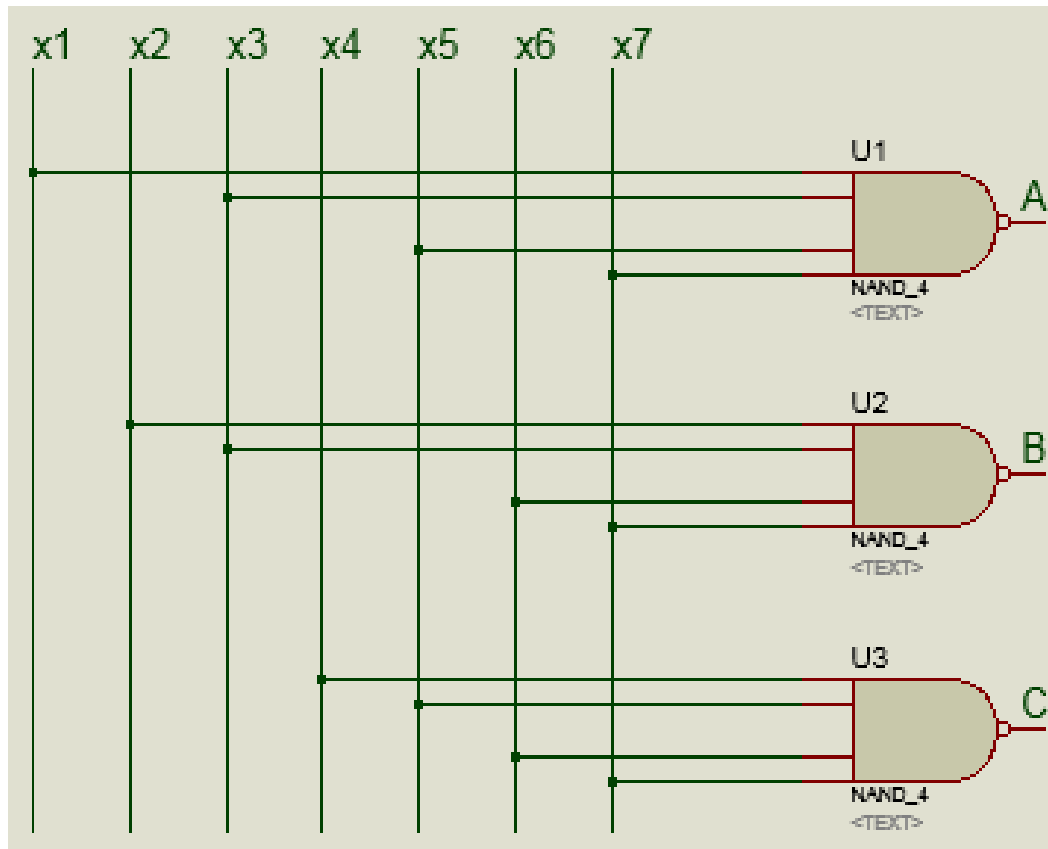 x1 x2 x3 x4 x5 x6 x7
U1
A
NAND_4
<TEXT>
U2
B
NAND_4
<TEXT>
U3
C
NAND_4
<TEXT>